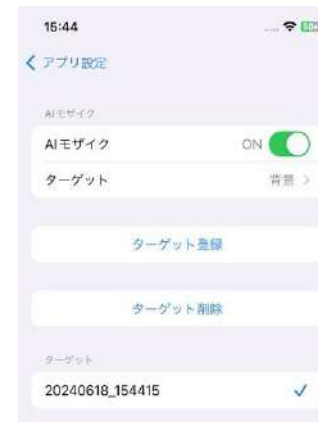 15:44
アプリ設定
AIモザイク
AIモザイク ON
ターゲット 背景
ターゲット登録
ターゲット削除
ターゲット
20240618_154415